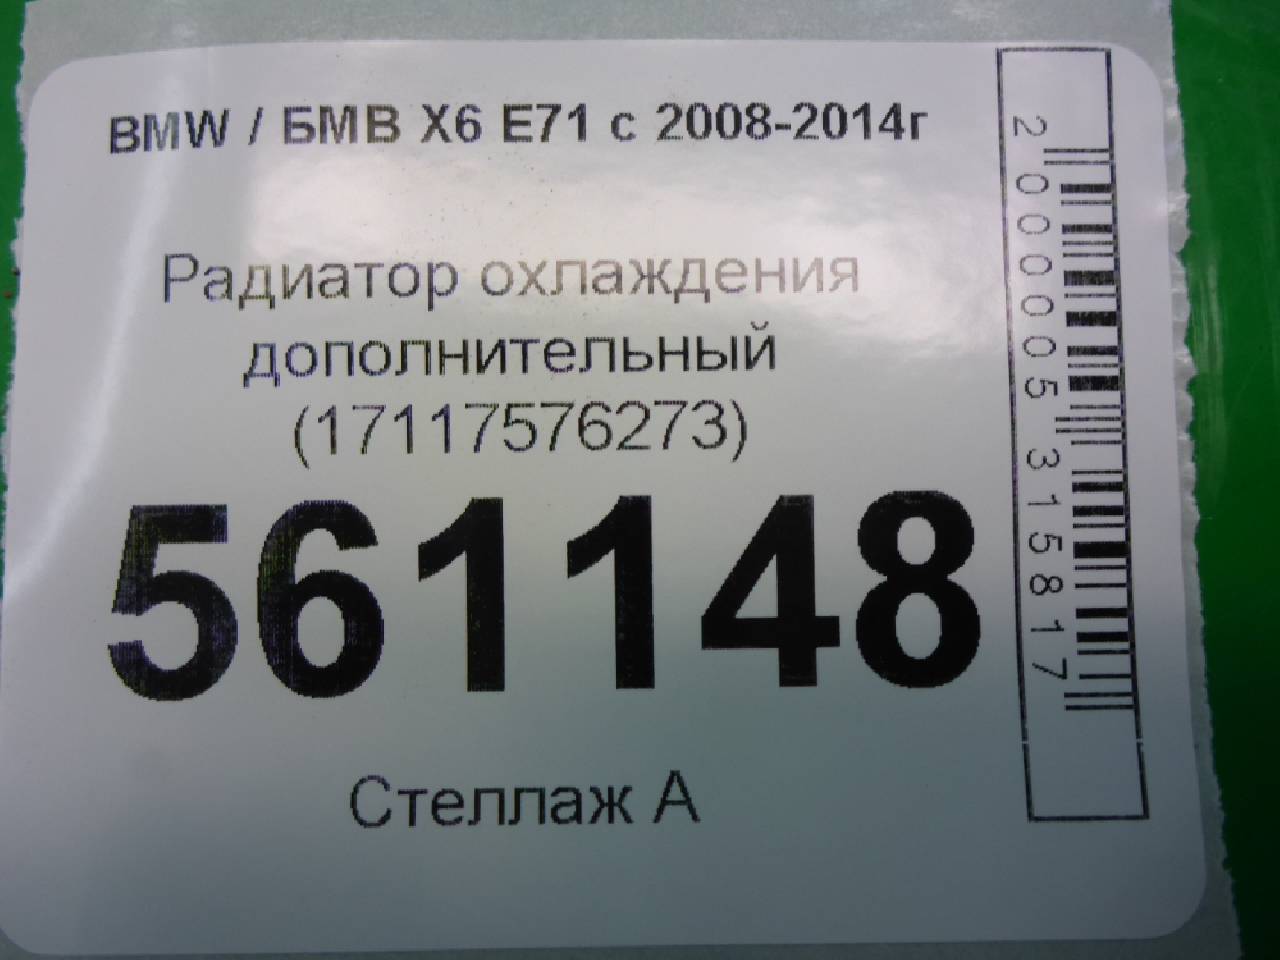 BMW / БМВ X6 E71 с 2008-2014г
Радиатор охлаждения
дополнительный
(17117576273)
561148
Стеллаж А
2000005315817